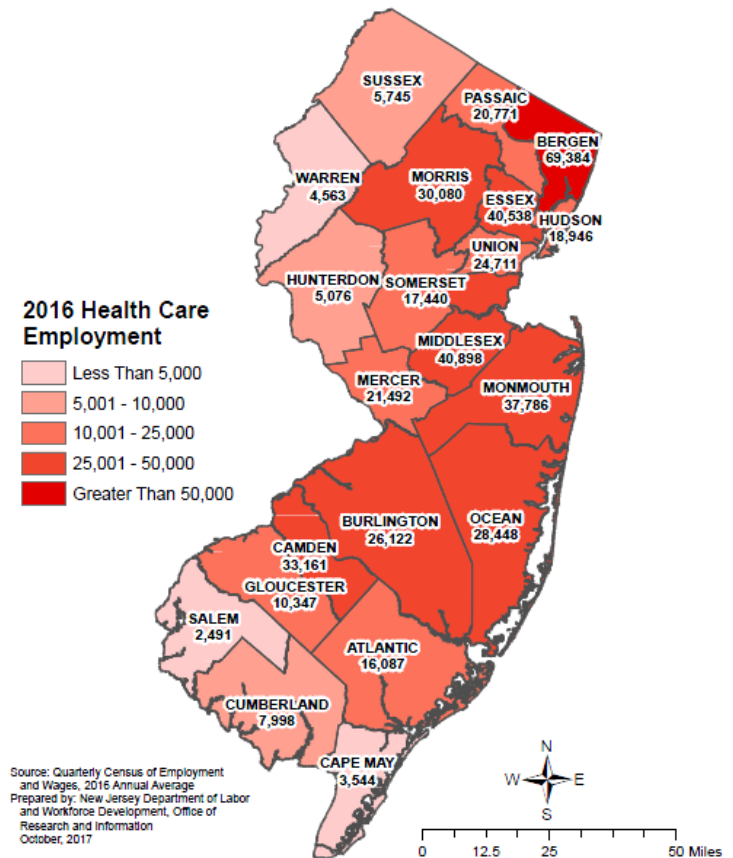 SUSSEX
5,745
PASSAIC
20,771
BERGEN
69,384
WARREN
4,563
MORRIS
30,080
ESSEX
40,538
HUDSON
18,946
UNION
24,711
HUNTERDON
5,076
SOMERSET
17,440
2016 Health Care
Employment
Less Than 5,000
5,001 - 10,000
10,001 - 25,000
25,001 - 50,000
Greater Than 50,000
MIDDLESEX
40,898
MERCER
21,492
MONMOUTH
37,786
BURLINGTON
26,122
OCEAN
28,448
CAMDEN
33,161
GLOUCESTER
10,347
SALEM
2,491
ATLANTIC
16,087
CUMBERLAND
7,998
CAPE MAY
3,544
Source: Quarterly Census of Employment
and Wages, 2016 Annual Average
Prepared by: New Jersey Department of Labor
and Workforce Development, Office of
Research and Information
October, 2017
N
W E
S
0 12.5 25 50 Miles